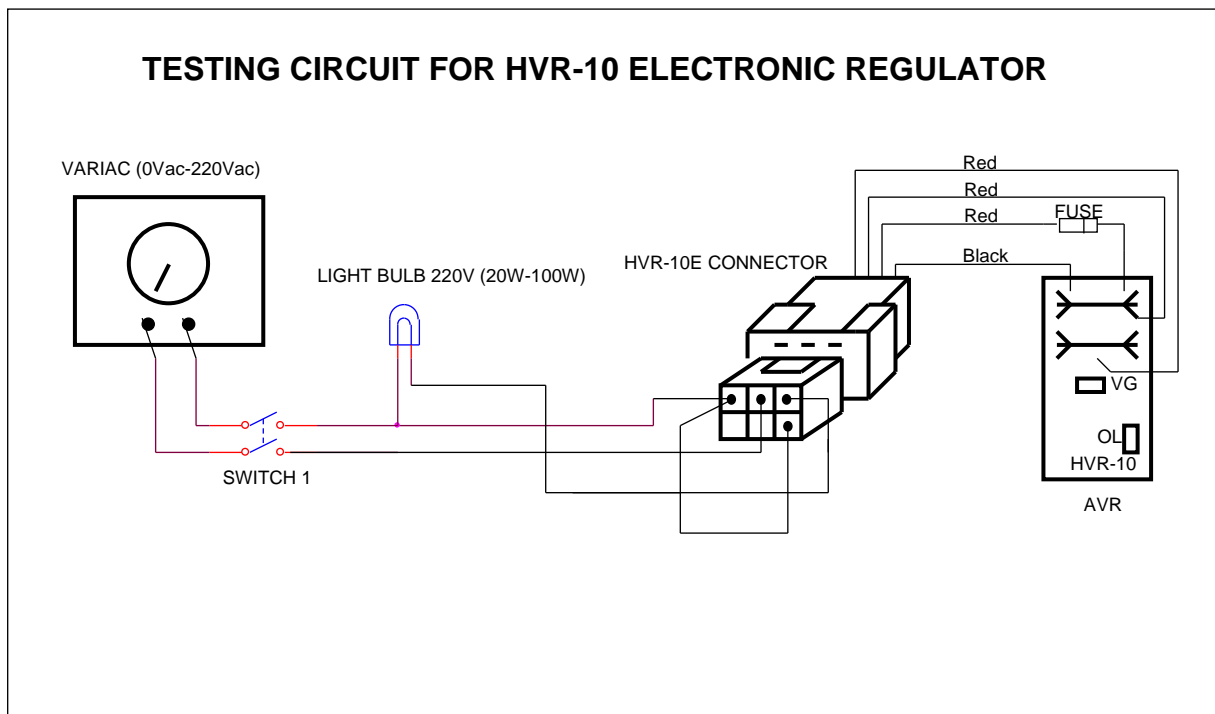 TESTING CIRCUIT FOR HVR-10 ELECTRONIC REGULATOR
VARIAC (0Vac-220Vac)
LIGHT BULB 220V (20W-100W)
SWITCH 1
HVR-10E CONNECTOR
Red
Red
Red
FUSE
Black
VG
OL
HVR-10
AVR